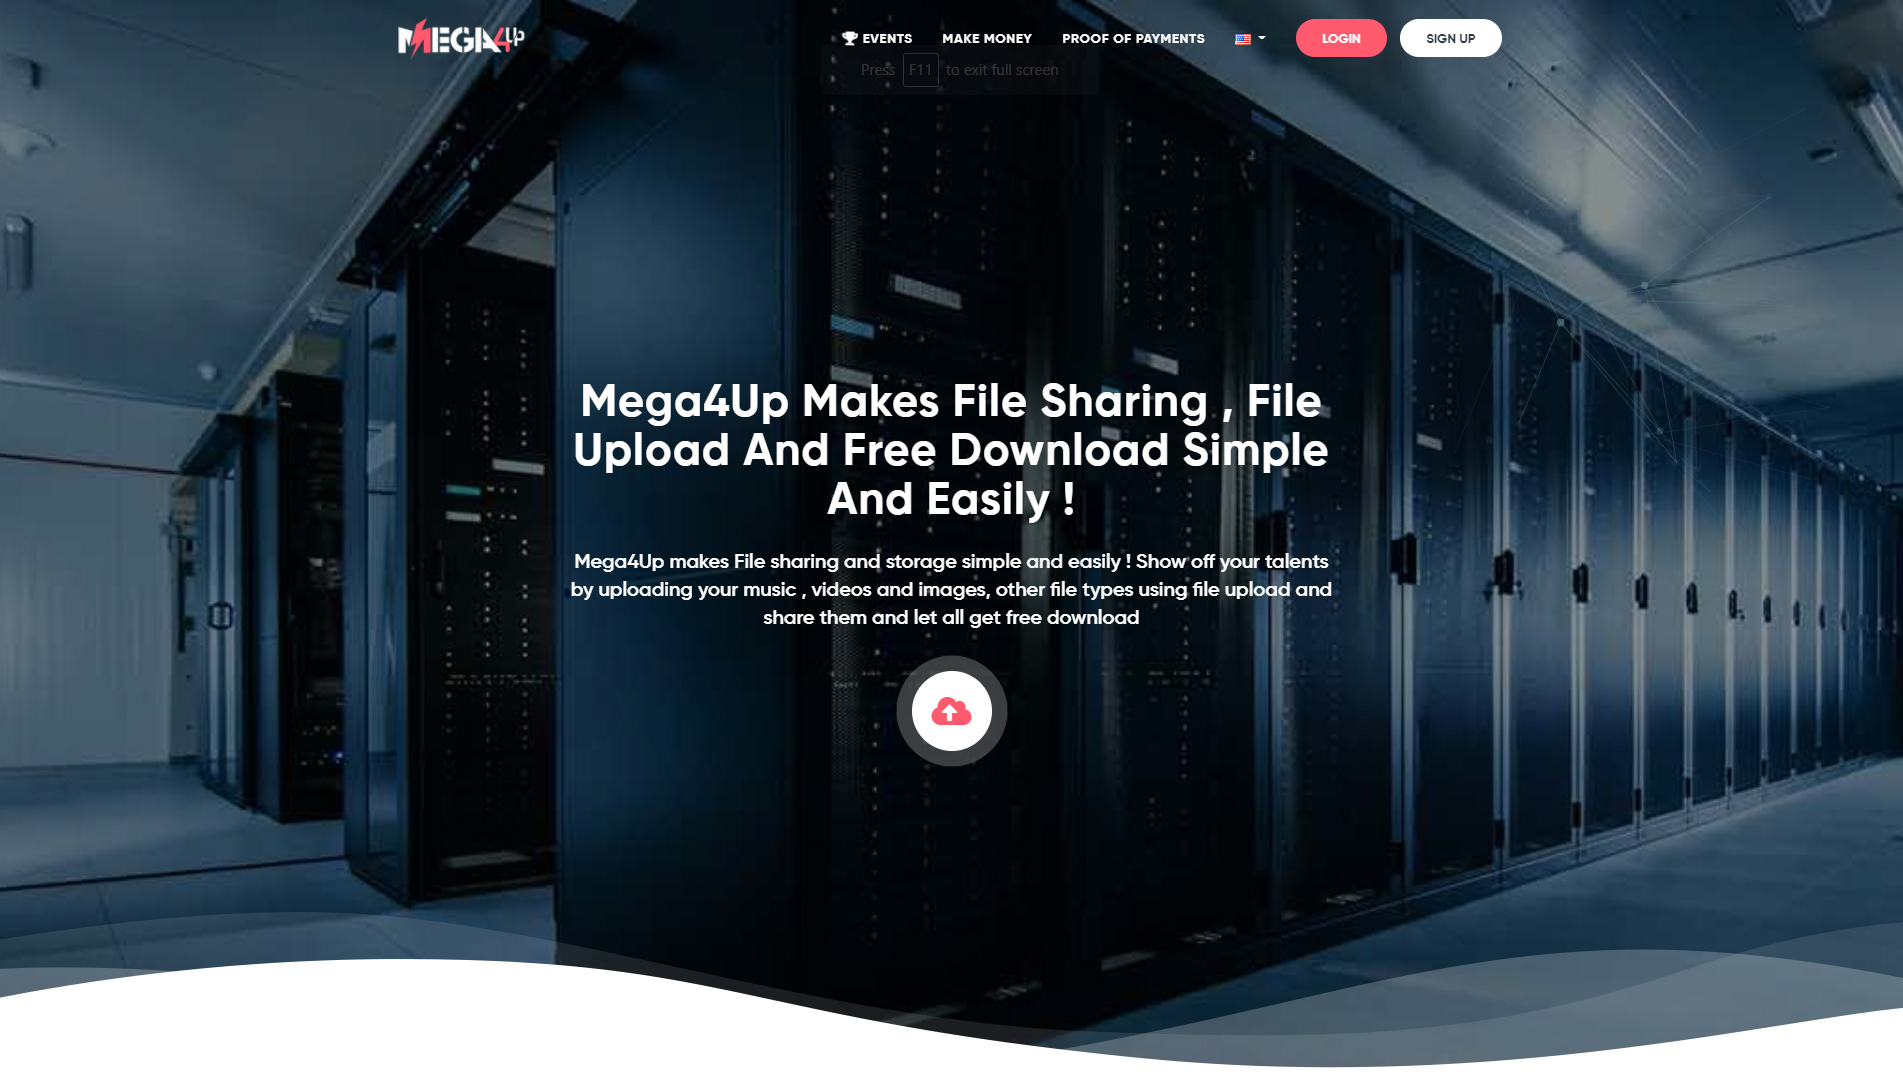 MEGA4UP
EVENTS MAKE MONEY PROOF OF PAYMENTS LOGIN SIGN UP
Press F11 to exit full screen
Mega4Up Makes File Sharing , File
Upload And Free Download Simple
And Easily !
Mega4Up makes File sharing and storage simple and easily ! Show off your talents
by uploading your music , videos and images, other file types using file upload and
share them and let all get free download